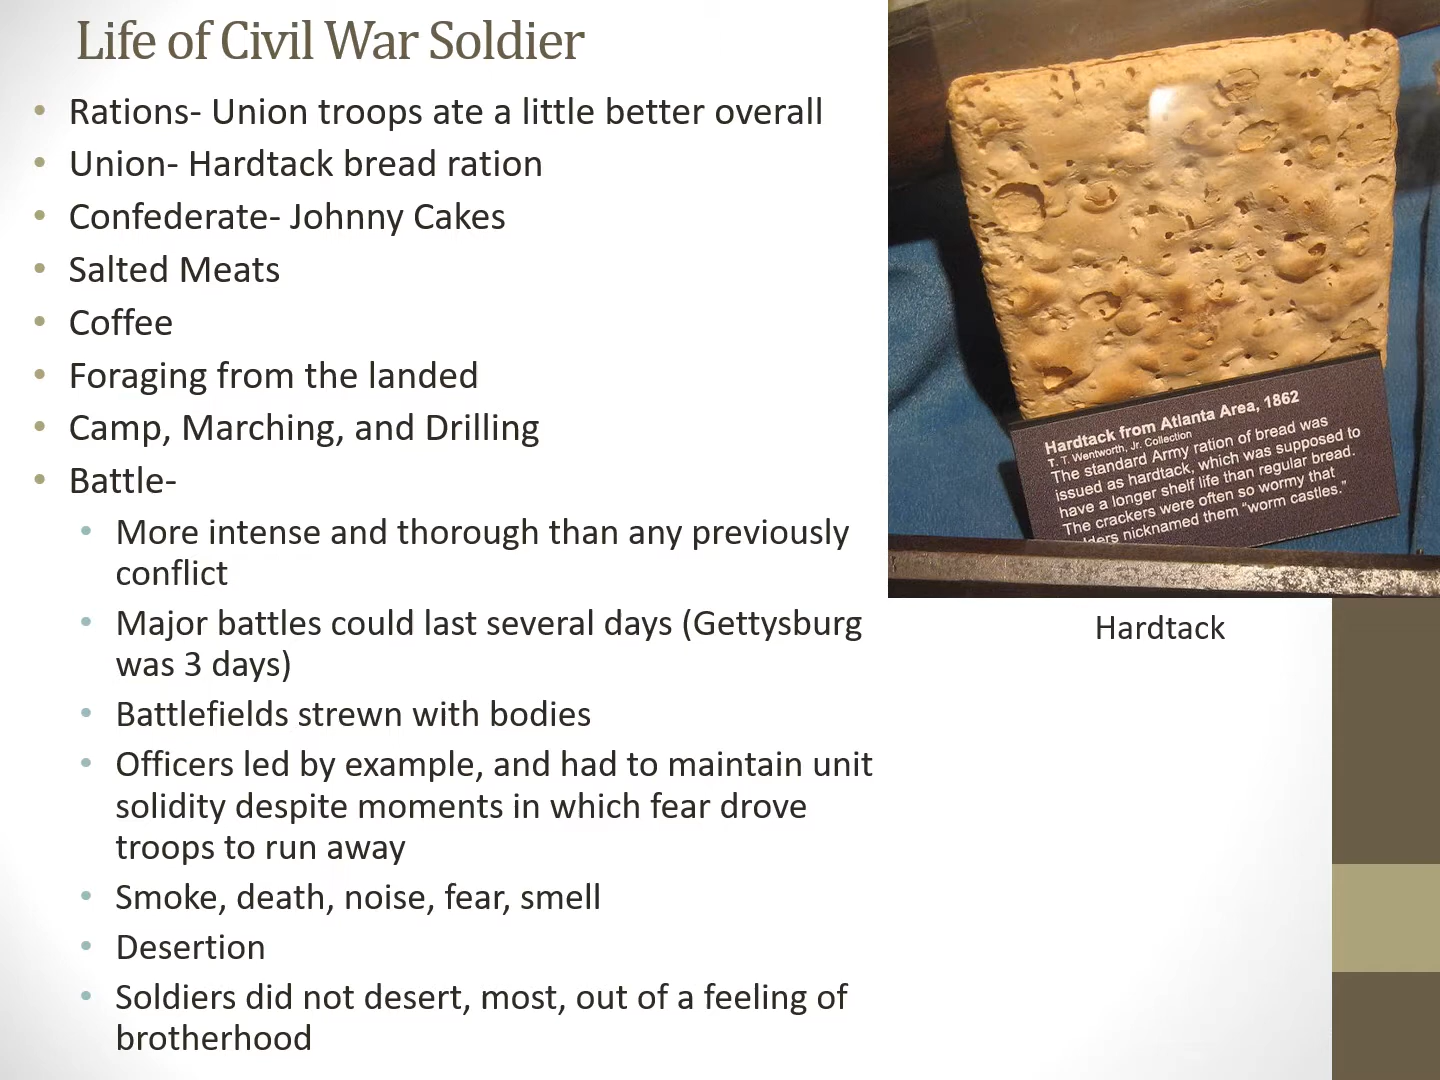 Life of Civil War Soldier
• Rations- Union troops ate a little better overall
• Union- Hardtack bread ration
• Confederate- Johnny Cakes
• Salted Meats
• Coffee
• Foraging from the landed
• Camp, Marching, and Drilling
• Battle-
• More intense and thorough than any previously
conflict
• Major battles could last several days (Gettysburg
was 3 days)
• Battlefields strewn with bodies
• Officers led by example, and had to maintain unit
solidity despite moments in which fear drove
troops to run away
• Smoke, death, noise, fear, smell
• Desertion
• Soldiers did not desert, most, out of a feeling of
brotherhood
Hardtack from Atlanta Area, 1862
T. T. Wentworth, Jr. Collection
The standard Army ration of bread was
issued as hardtack, which was supposed to
have a longer shelf life than regular bread.
The crackers were often so wormy that
nicknamed them “worm castles.”
Hardtack